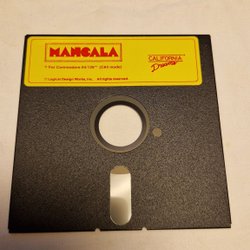 MANCALA
CALIFORNIA
Dreams
For Commodore 64/128™ (C64 mode)
© Logical Design Works, Inc. All rights reserved.